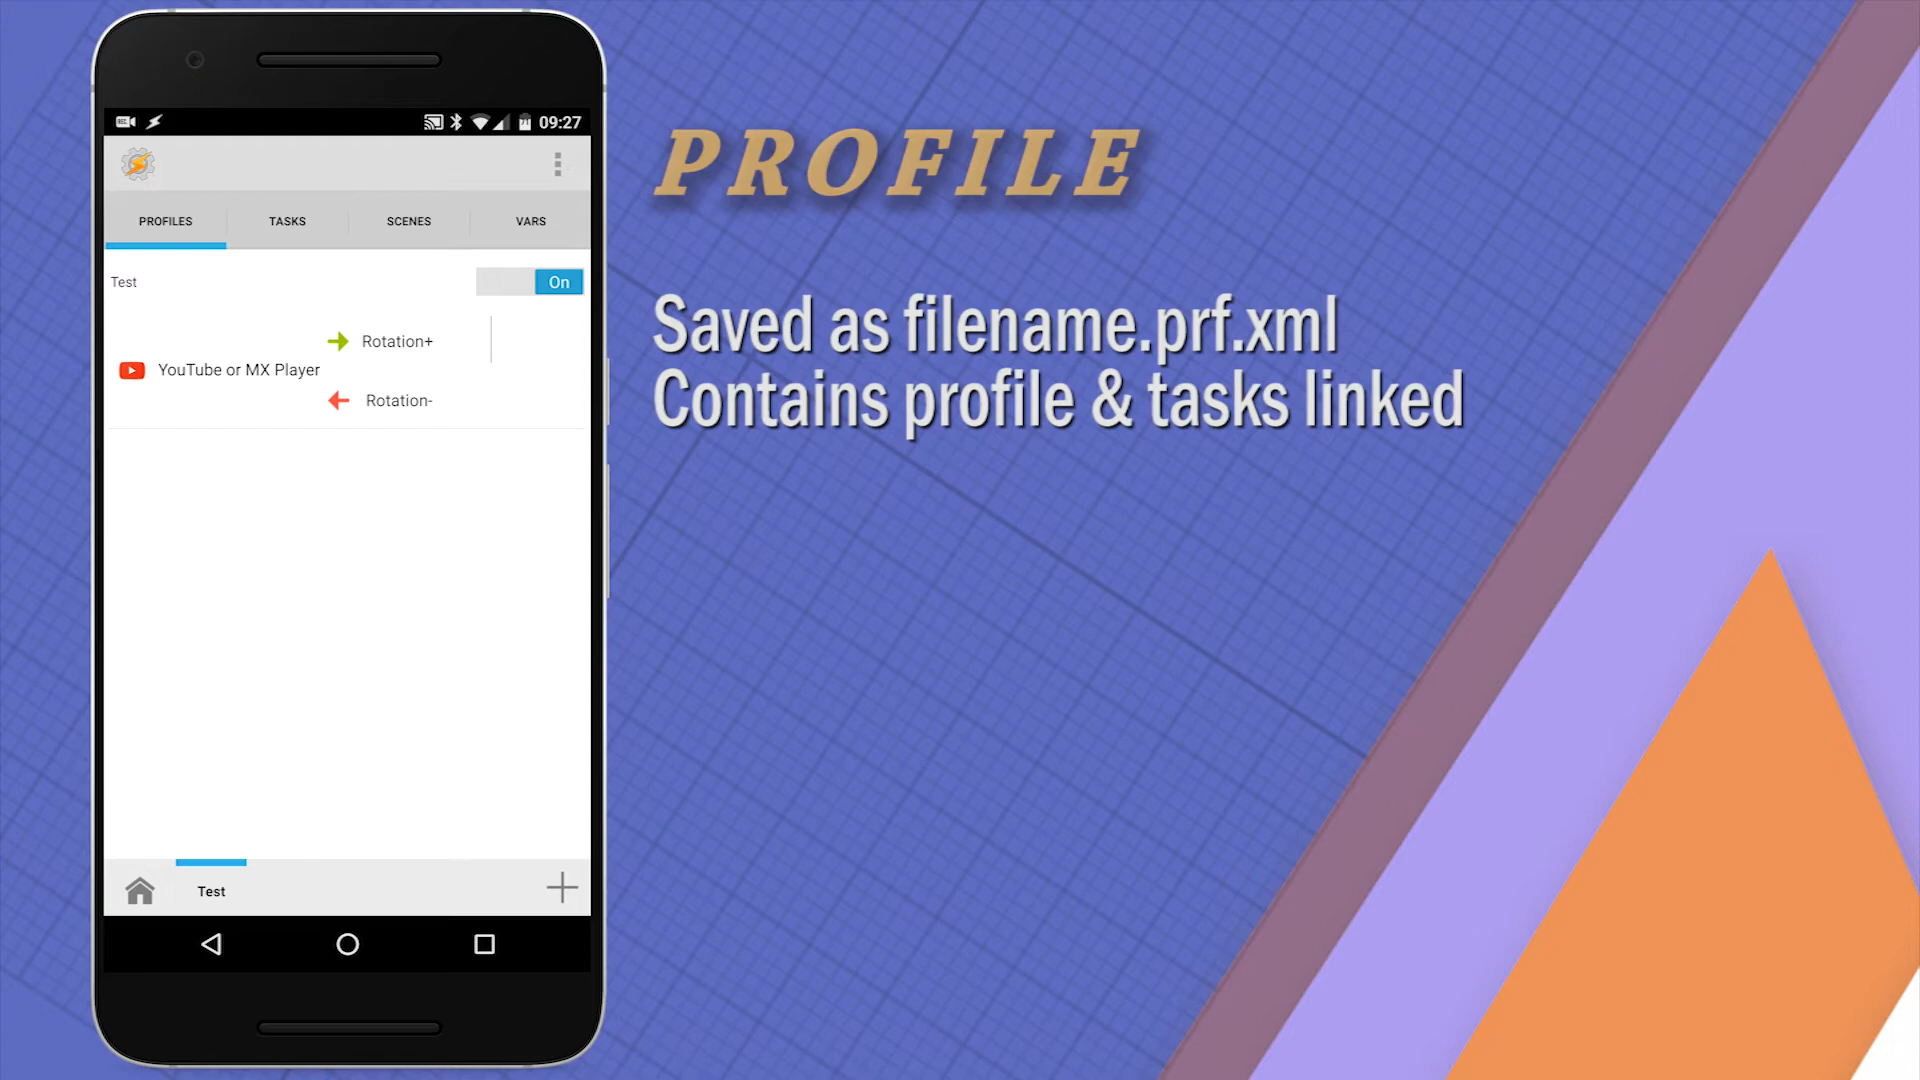 09:27
PROFILES TASKS SCENES VARS
Test On
Rotation+
YouTube or MX Player
Rotation-
Test
PROFILE
Saved as filename.prf.xml
Contains profile & tasks linked